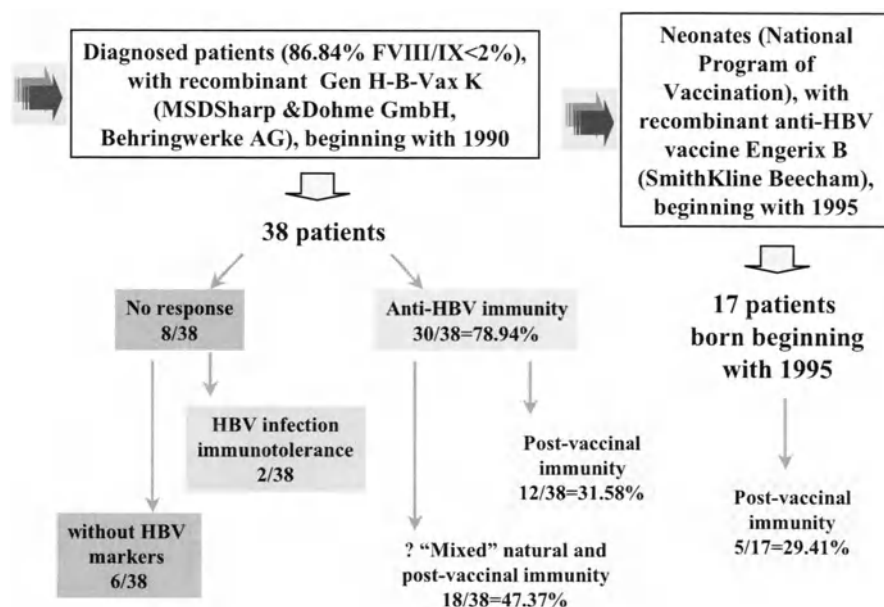 Diagnosed patients (86.84% FVIII/IX<2%),
with recombinant Gen H-B-Vax K
(MSDSharp &Dohme GmbH,
Behringwerke AG), beginning with 1990
38 patients
No response
8/38
Anti-HBV immunity
30/38=78.94%
HBV infection
immunotolerance
2/38
without HBV
markers
6/38
Post-vaccinal
immunity
12/38=31.58%
? “Mixed” natural and
post-vaccinal immunity
18/38=47.37%
Neonates (National
Program of
Vaccination), with
recombinant anti-HBV
vaccine Engerix B
(SmithKline Beecham),
beginning with 1995
17 patients
born beginning
with 1995
Post-vaccinal
immunity
5/17=29.41%